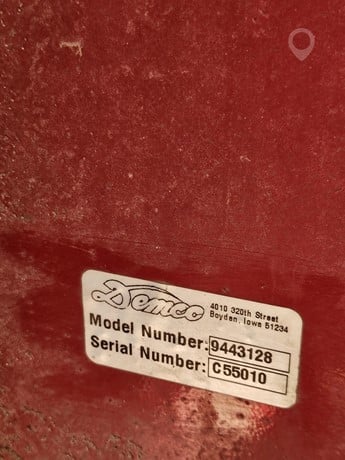 Demco
4010 320th Street
Boyden, Iowa 51234
Model Number: 9443128
Serial Number: C55010